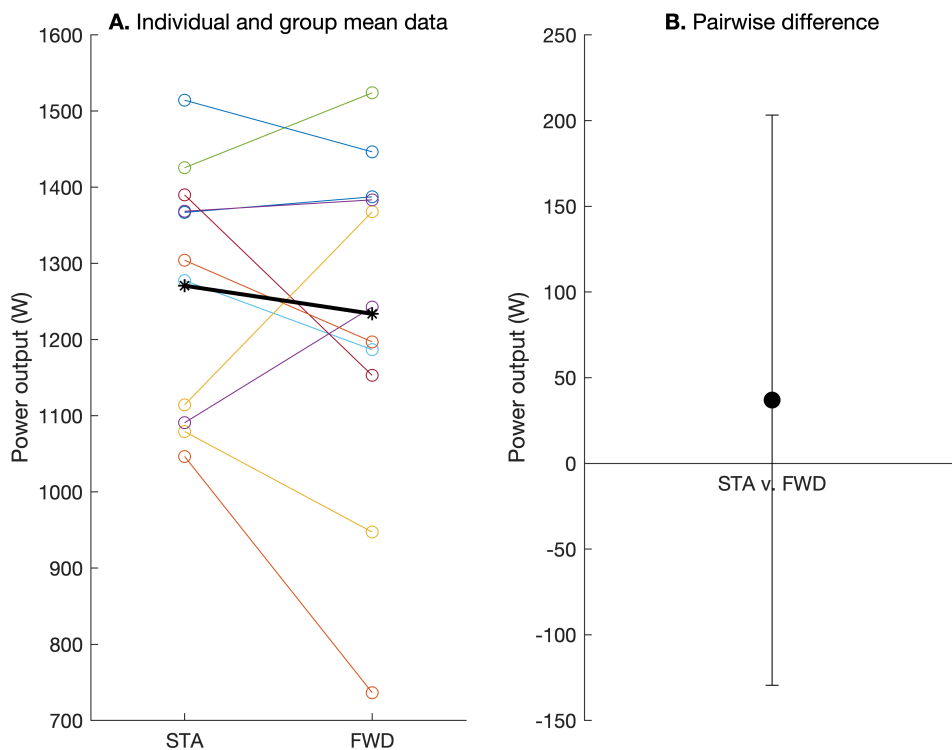 A. Individual and group mean data
1600
1500
1400
1300
1200
1100
1000
900
800
700
Power output (W)
STA
FWD
B. Pairwise difference
250
200
150
100
50
0
-50
-100
-150
Power output (W)
STA v. FWD